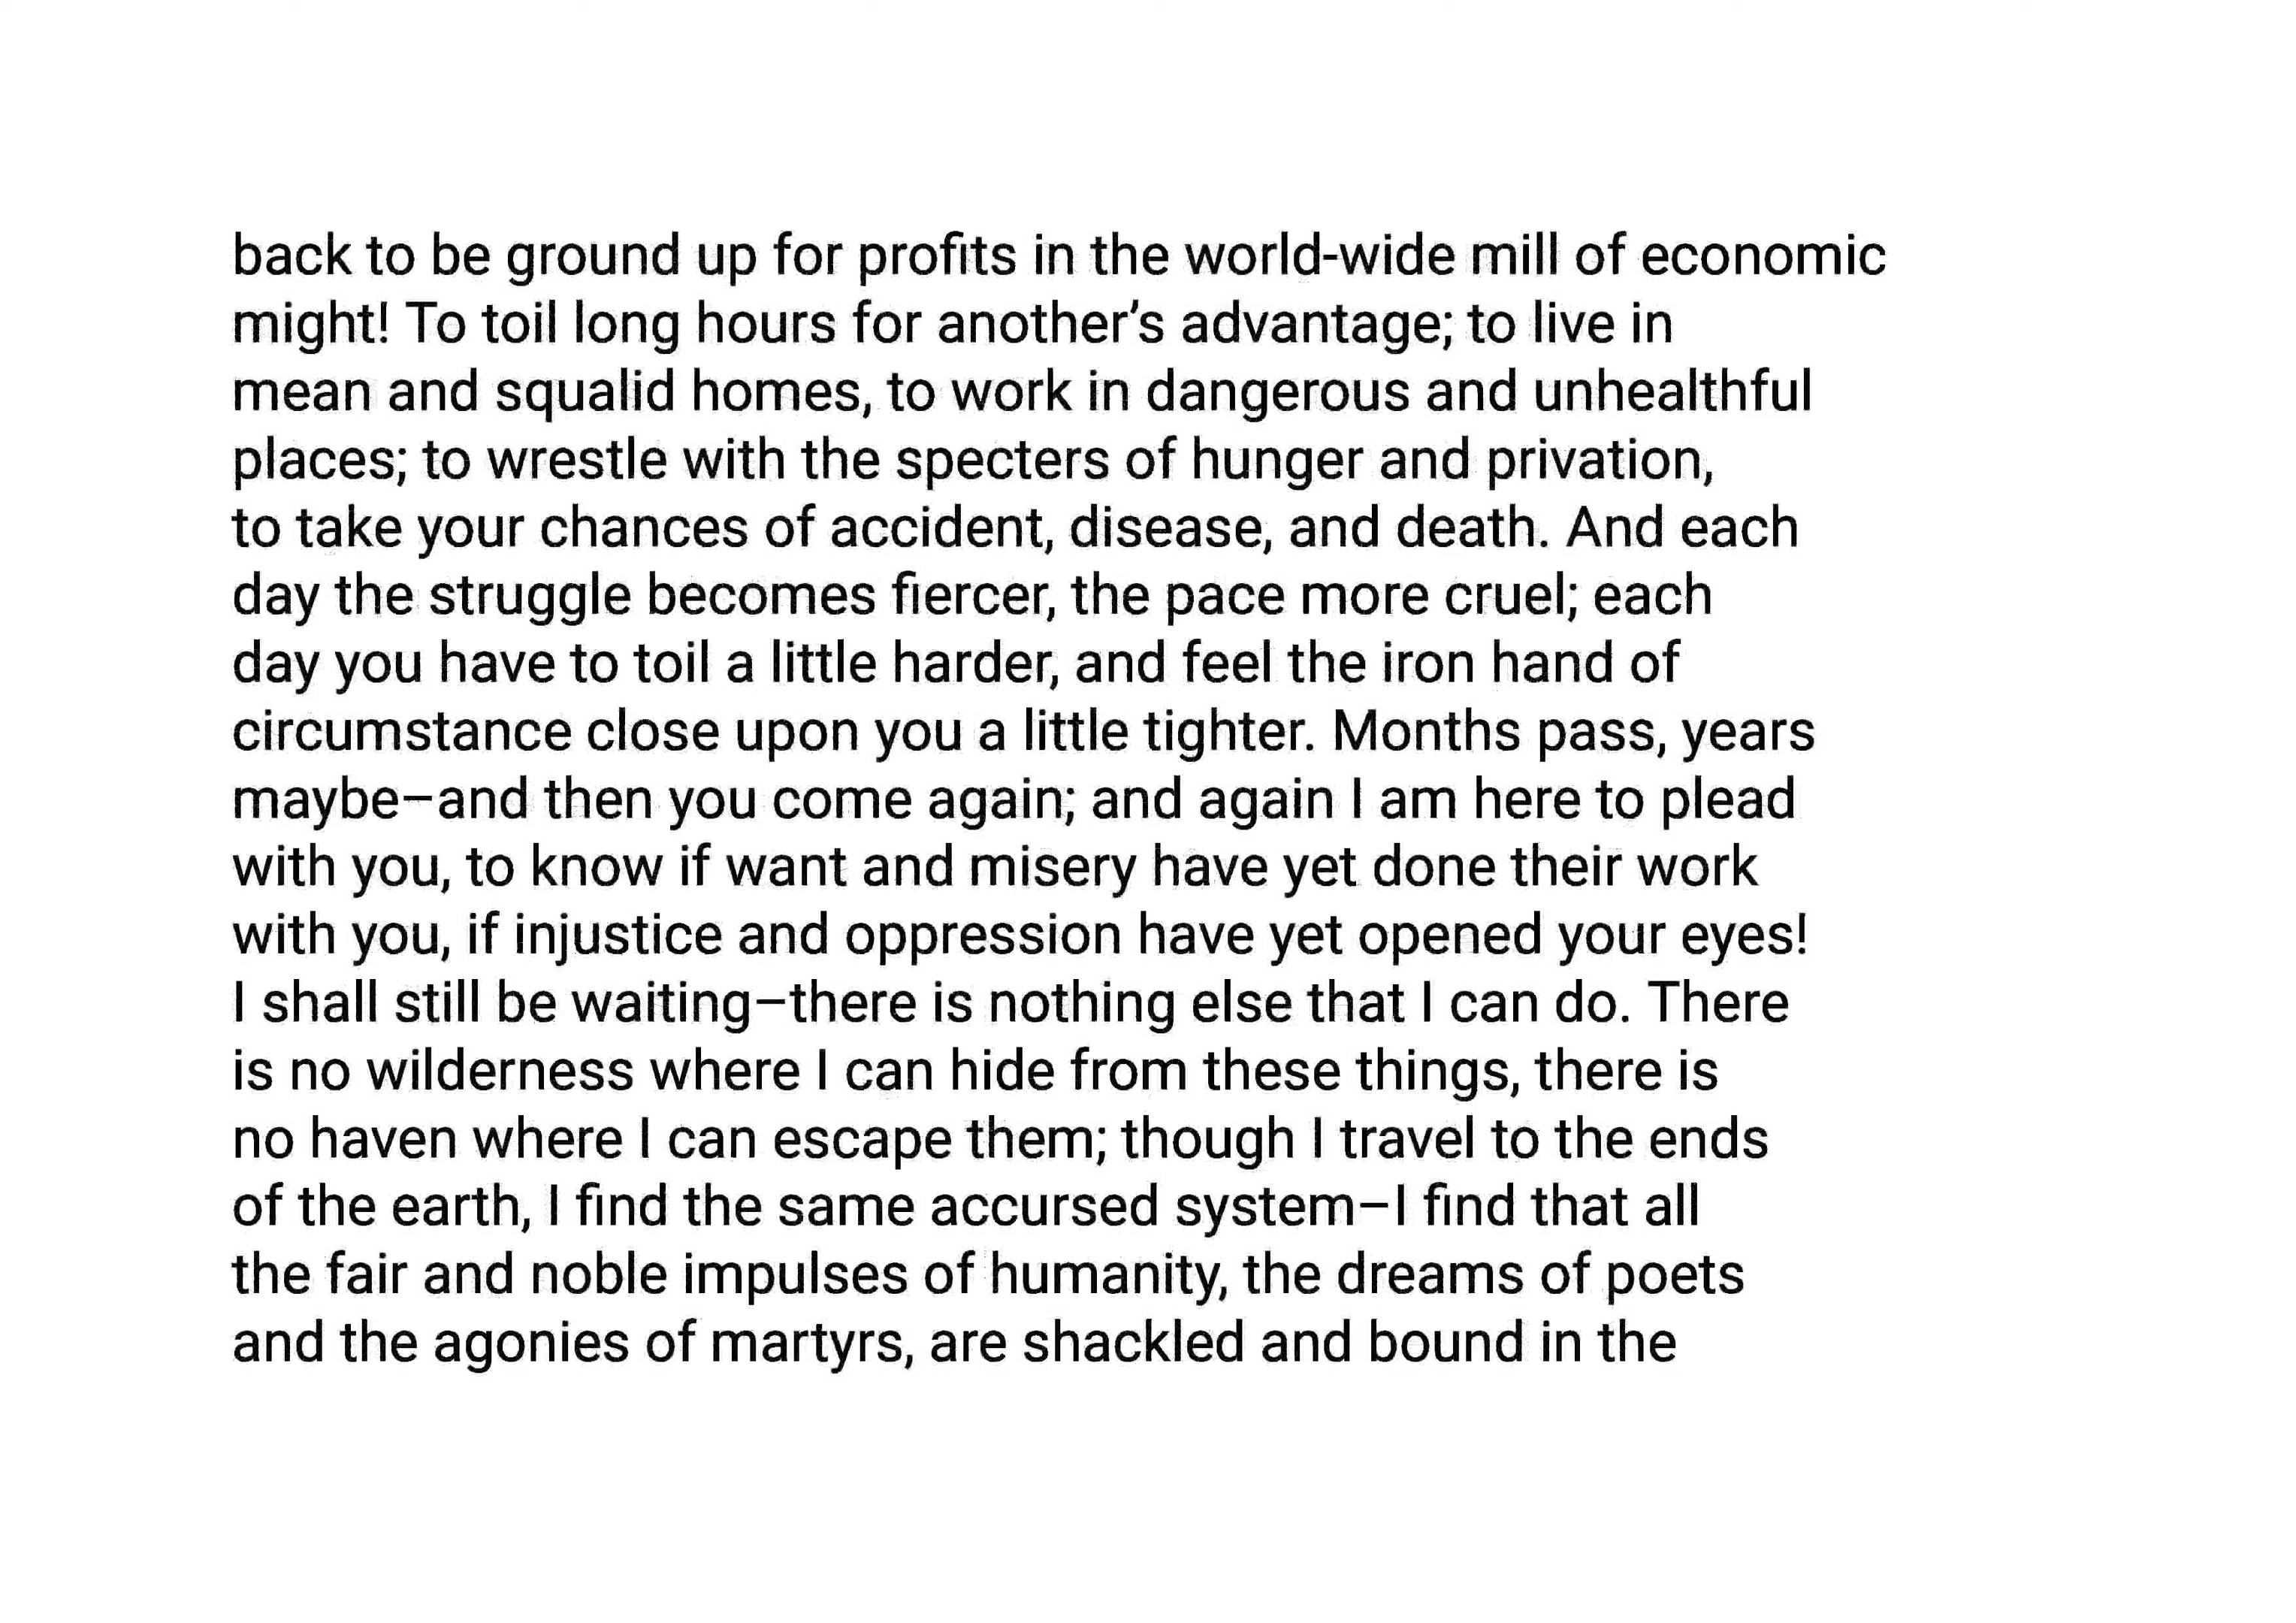 back to be ground up for profits in the world-wide mill of economic
might! To toil long hours for another’s advantage; to live in
mean and squalid homes, to work in dangerous and unhealthful
places; to wrestle with the specters of hunger and privation,
to take your chances of accident, disease, and death. And each
day the struggle becomes fiercer, the pace more cruel; each
day you have to toil a little harder, and feel the iron hand of
circumstance close upon you a little tighter. Months pass, years
maybe–and then you come again; and again I am here to plead
with you, to know if want and misery have yet done their work
with you, if injustice and oppression have yet opened your eyes!
I shall still be waiting–there is nothing else that I can do. There
is no wilderness where I can hide from these things, there is
no haven where I can escape them; though I travel to the ends
of the earth, I find the same accursed system–I find that all
the fair and noble impulses of humanity, the dreams of poets
and the agonies of martyrs, are shackled and bound in the